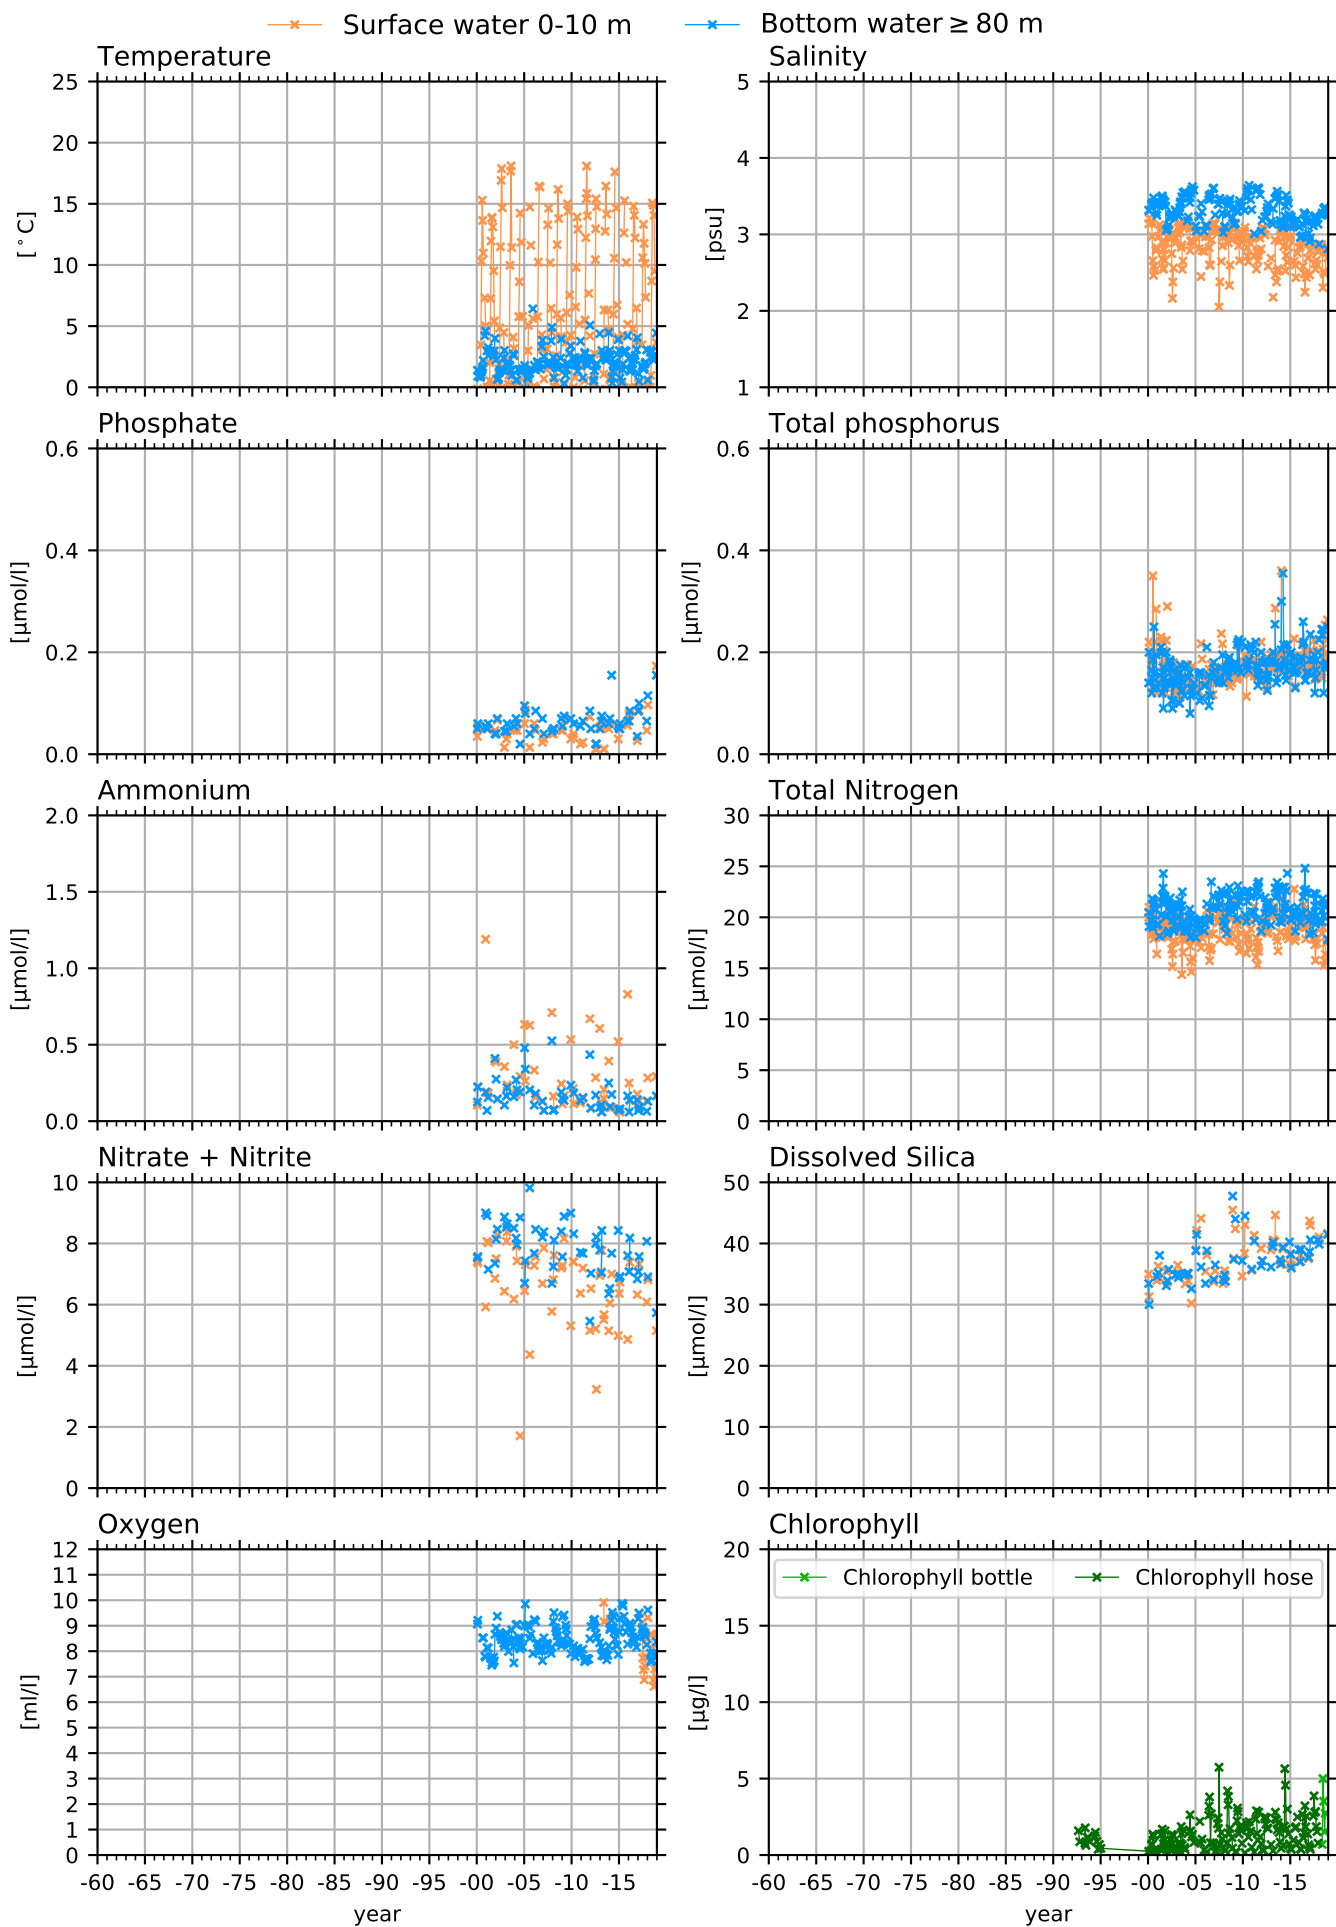 Surface water 0-10 m Bottom water ≥ 80 m
Temperature Salinity
25 5
20 4
15
[°C] [psu]
3
10
2
5
0 1
Phosphate Total phosphorus
0.6 0.6
0.4 0.4
[µmol/l] [µmol/l]
0.2 0.2
0.0 0.0
Ammonium Total Nitrogen
2.0 30
25
1.5
20
[µmol/l] [µmol/l]
1.0 15
10
0.5
5
0.0 0
Nitrate + Nitrite Dissolved Silica
10 50
8 40
6 30
[µmol/l] [µmol/l]
4 20
2 10
0 0
Oxygen Chlorophyll
12 20
Chlorophyll bottle Chlorophyll hose
11
10 15
9
8
7 10
[ml/l] [µg/l]
6
5
4
3 5
2
1
0 0
-60 -65 -70 -75 -80 -85 -90 -95 -00 -05 -10 -15 -60 -65 -70 -75 -80 -85 -90 -95 -00 -05 -10 -15
year year